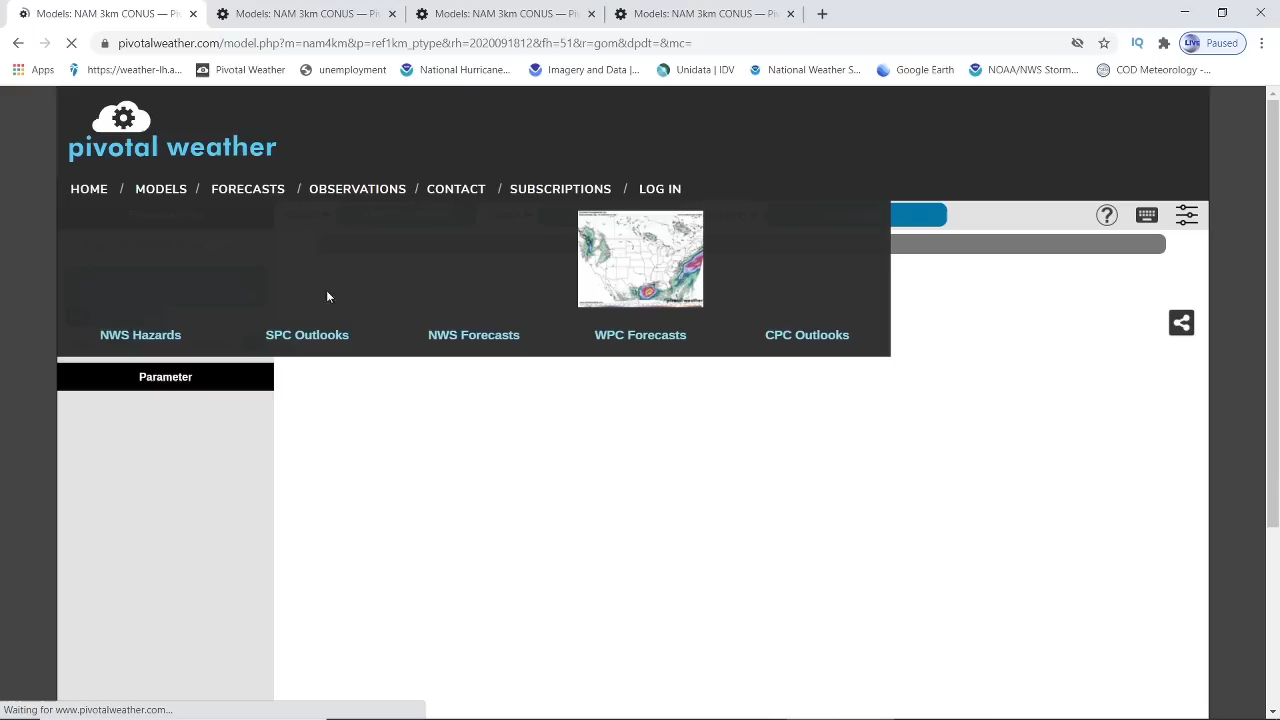 Models: NAM 3km CONUS — Pi
Models: NAM 3km CONUS — Pi
Models: NAM 3km CONUS — Pi
Models: NAM 3km CONUS — Pi
pivotalweather.com/model.php?m=nam4km&p=ref1km_ptype&rh=2020091812&fh=51&r=gom&dpdt=&mc=
IQ
LIVE
Paused
Apps
https://weather-lh.a...
Pivotal Weather
unemployment
National Hurricane...
Imagery and Data |...
Unidata | IDV
National Weather S...
Google Earth
NOAA/NWS Storm...
COD Meteorology -...
pivotal weather
HOME / MODELS / FORECASTS / OBSERVATIONS / CONTACT / SUBSCRIPTIONS / LOG IN
NWS Hazards
SPC Outlooks
NWS Forecasts
WPC Forecasts
CPC Outlooks
Parameter
Waiting for www.pivotalweather.com...